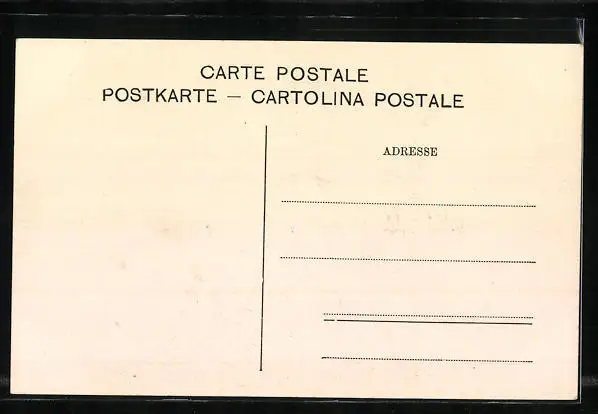 CARTE POSTALE
POSTKARTE — CARTOLINA POSTALE
ADRESSE